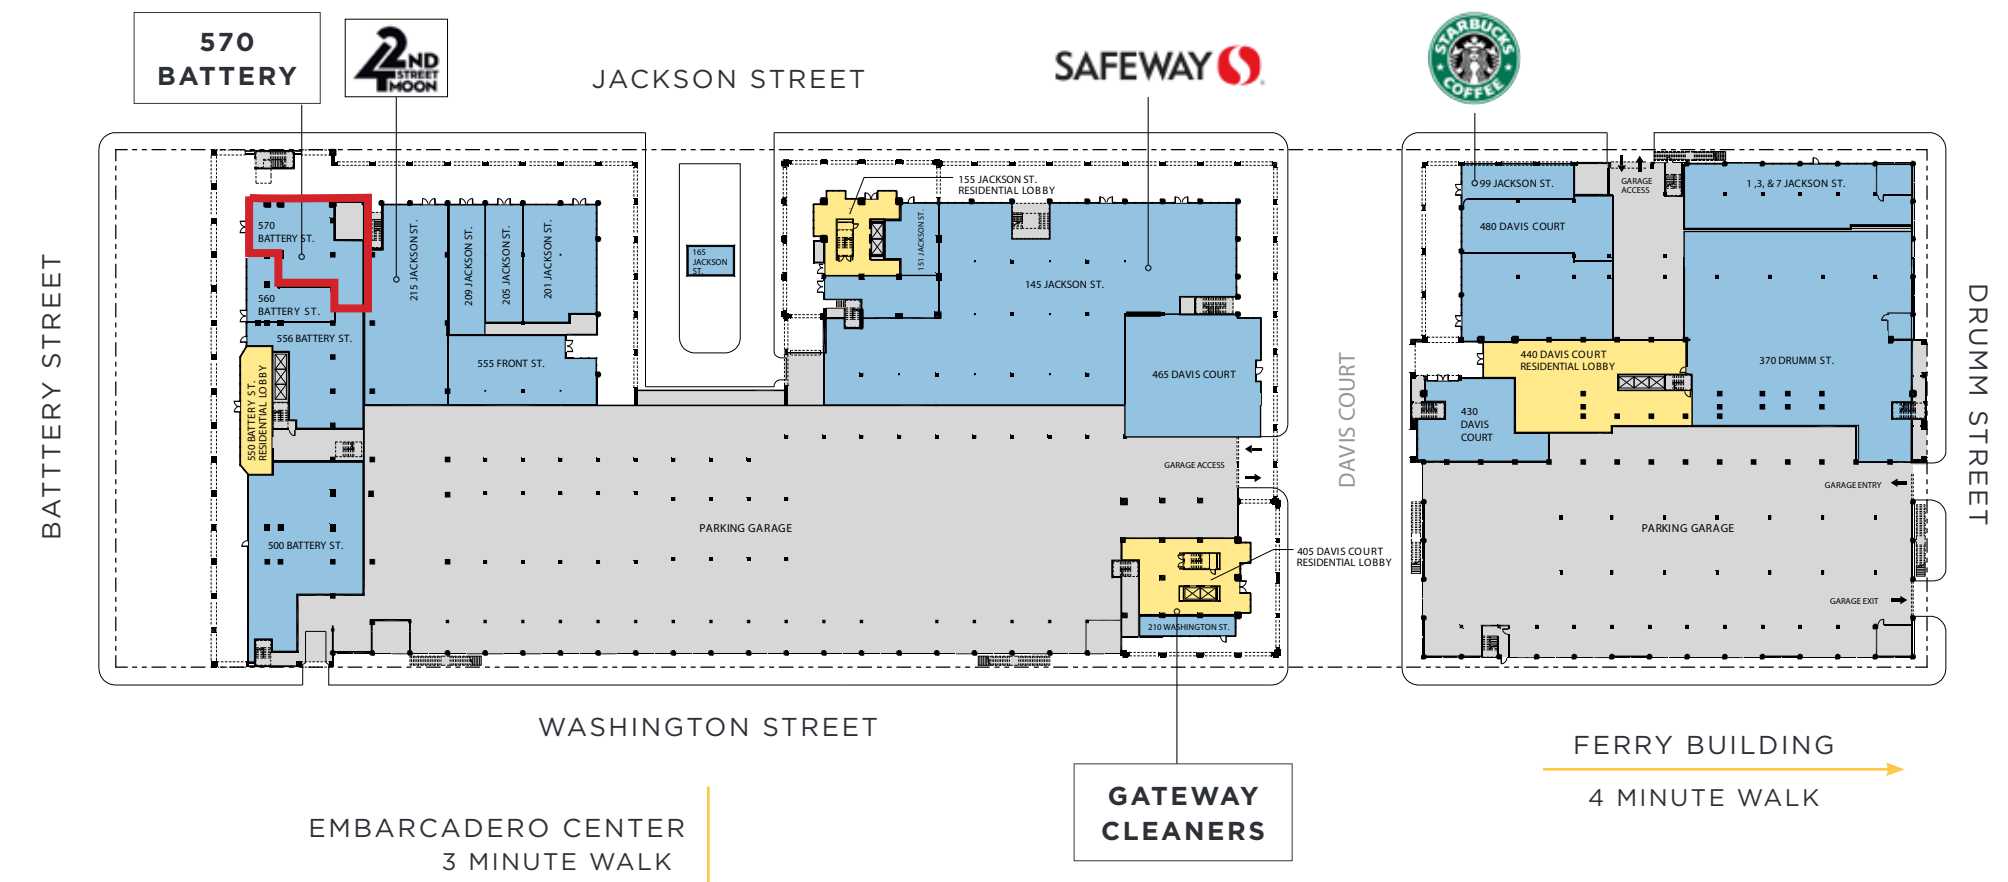 570
BATTERY
2ND
STREET
MOON
JACKSON STREET
SAFEWAY
STARBUCKS
COFFEE
BATTTERY STREET
570
BATTERY ST.
560
BATTERY ST.
556 BATTERY ST.
550 BATTERY ST.
RESIDENTIAL LOBBY
500 BATTERY ST.
215 JACKSON ST.
209 JACKSON ST.
205 JACKSON ST.
201 JACKSON ST.
555 FRONT ST.
165
JACKSON
ST.
155 JACKSON ST.
RESIDENTIAL LOBBY
151 JACKSON ST.
145 JACKSON ST.
465 DAVIS COURT
GARAGE ACCESS
PARKING GARAGE
405 DAVIS COURT
RESIDENTIAL LOBBY
210 WASHINGTON ST.
DAVIS COURT
99 JACKSON ST.
GARAGE
ACCESS
1 ,3, & 7 JACKSON ST.
480 DAVIS COURT
440 DAVIS COURT
RESIDENTIAL LOBBY
370 DRUMM ST.
430
DAVIS
COURT
GARAGE ENTRY
PARKING GARAGE
GARAGE EXIT
DRUMM STREET
WASHINGTON STREET
FERRY BUILDING
4 MINUTE WALK
GATEWAY
CLEANERS
EMBARCADERO CENTER
3 MINUTE WALK